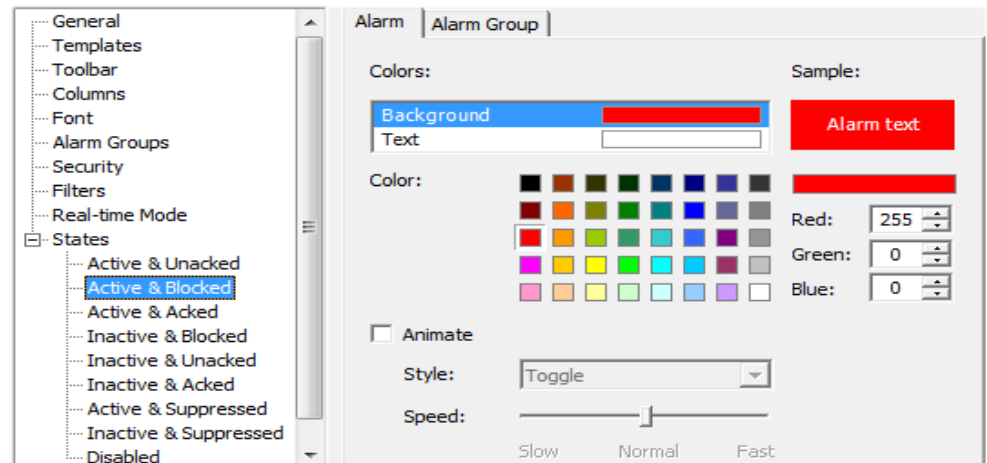 General
Templates
Toolbar
Columns
Font
Alarm Groups
Security
Filters
Real-time Mode
States
Active & Unacked
Active & Blocked
Active & Acked
Inactive & Blocked
Inactive & Unacked
Inactive & Acked
Active & Suppressed
Inactive & Suppressed
Disabled
Alarm
Alarm Group
Colors:
Sample:
Background
Text
Alarm text
Color:
Red: 255
Green: 0
Blue: 0
Animate
Style: Toggle
Speed:
Slow Normal Fast